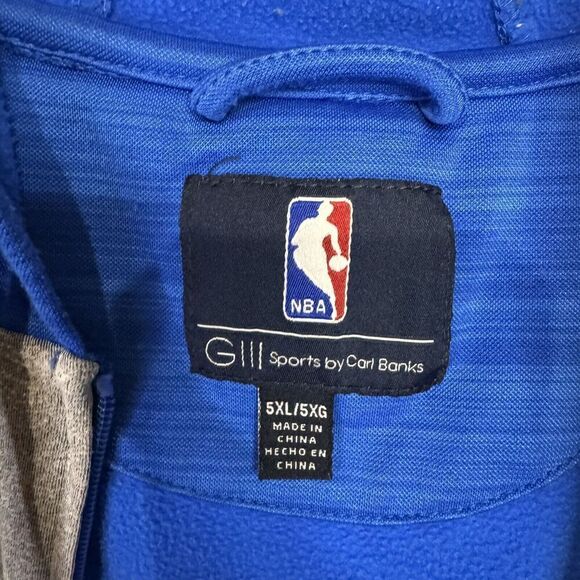 NBA
GIII Sports by Carl Banks
5XL/5XG
MADE IN
CHINA
HECHO EN
CHINA